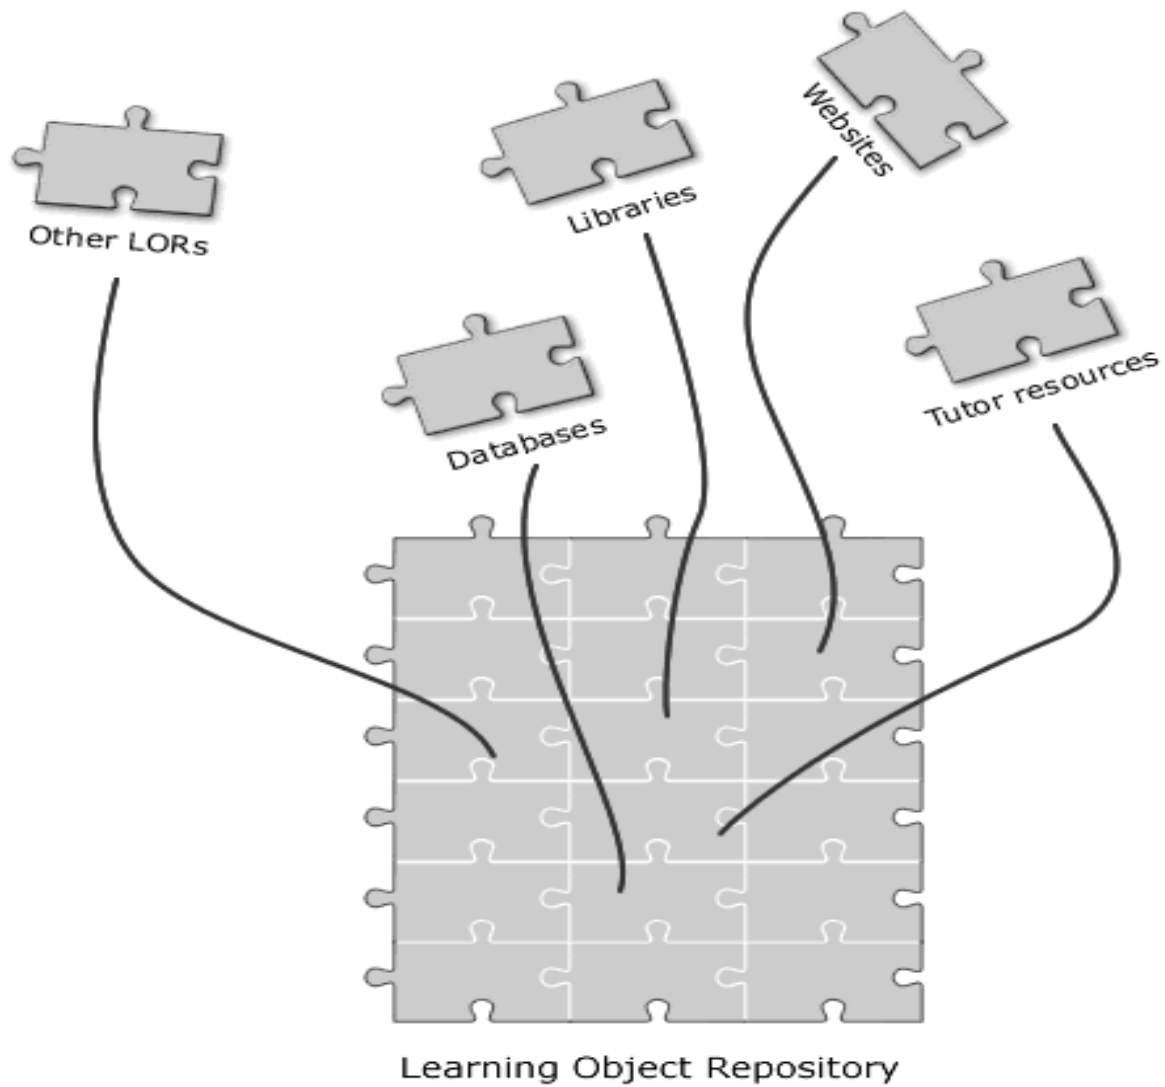 Websites
Libraries
Other LORs
Tutor resources
Databases
Learning Object Repository